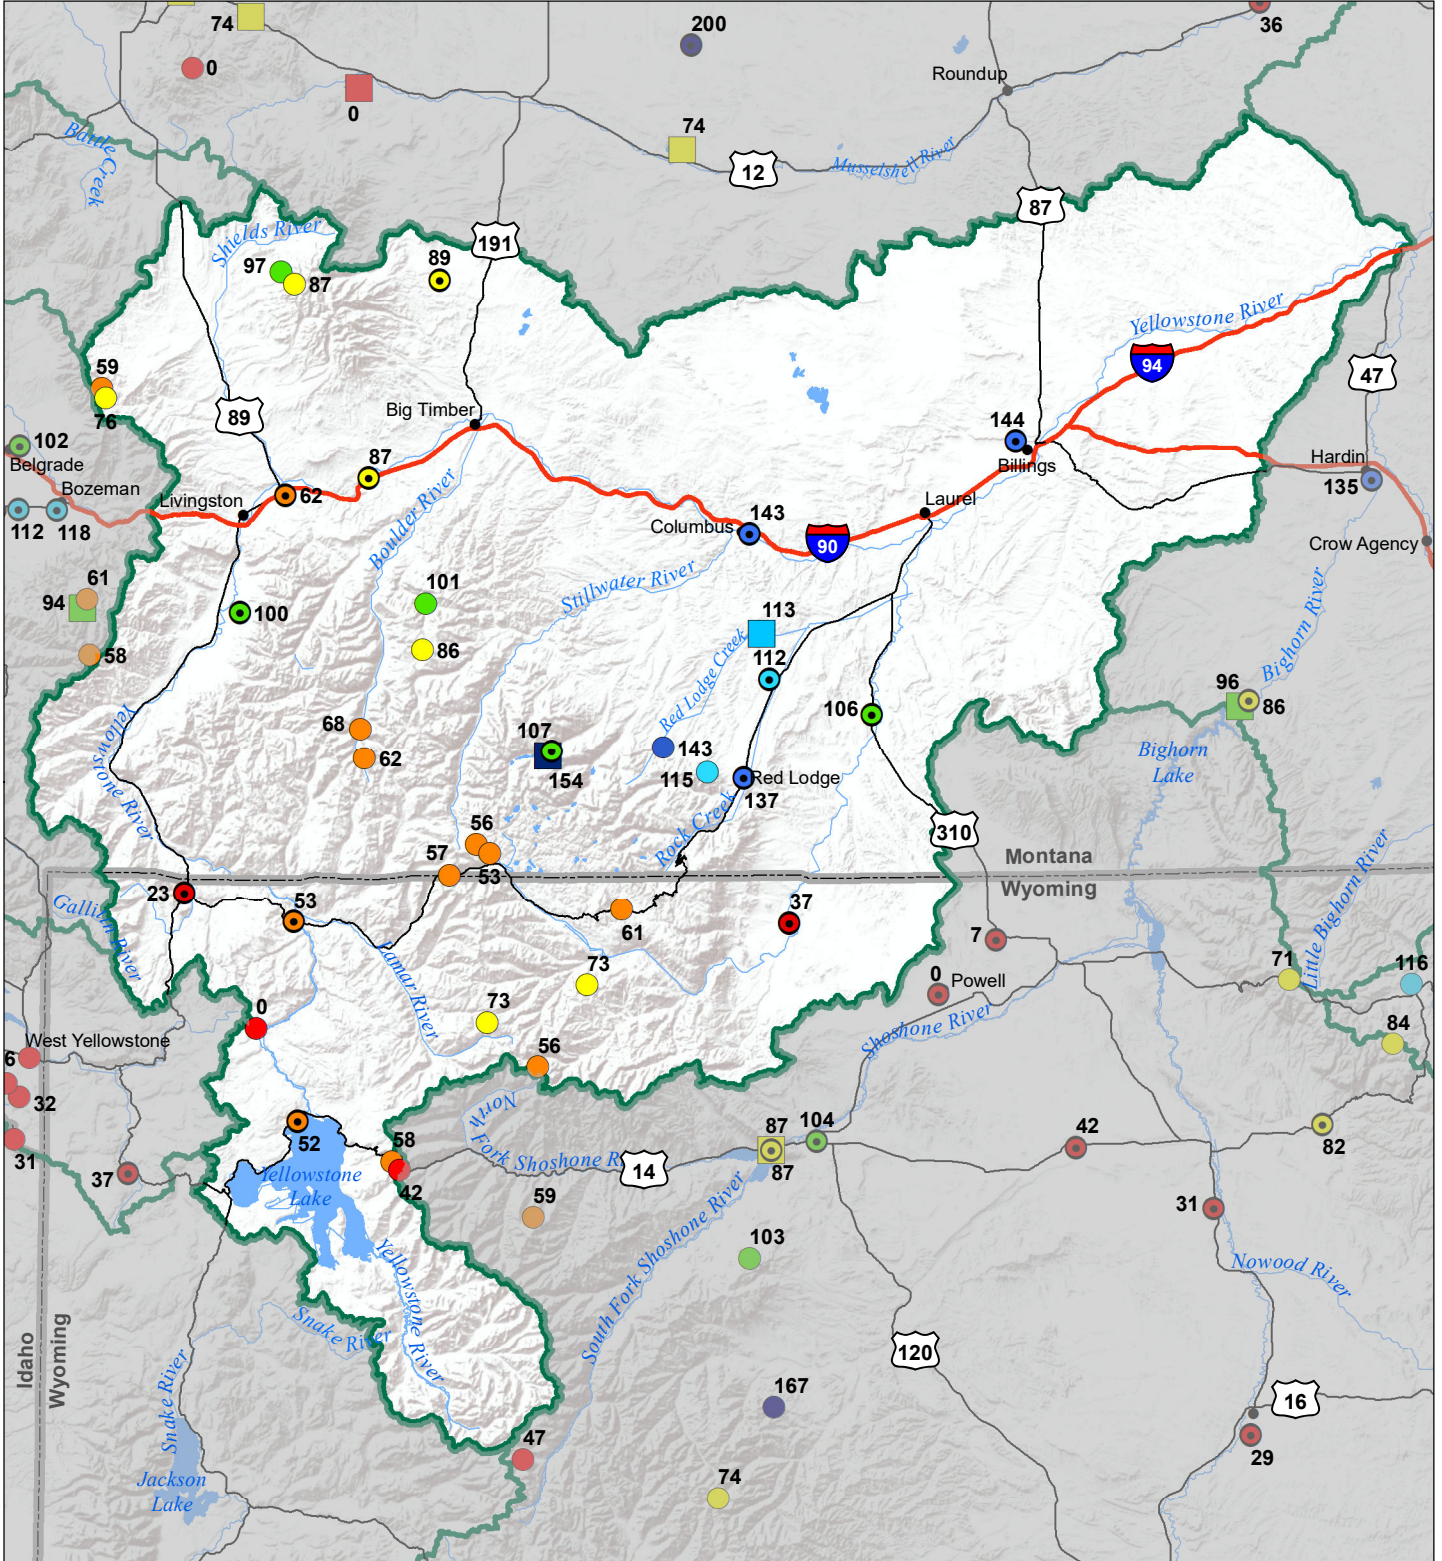 74
200
36
0
Roundup
0
74
12
Musselshell River
Battle
Creek
87
Shields River
191
97
87
89
Yellowstone River
94
47
59
76
89
Big Timber
144
Billings
102
Belgrade
Bozeman
112
118
Livingston
62
87
Boulder River
Hardin
135
Laurel
Columbus
143
90
Crow Agency
Stillwater River
61
94
58
100
101
86
113
Red Lodge Creek
112
106
Bighorn River
96
86
Yellowstone River
68
62
107
154
143
115
Red Lodge
137
Rock Creek
Bighorn
Lake
310
56
57
53
Montana
Wyoming
Little Bighorn River
23
53
Gallatin River
61
37
7
Lamar River
73
73
0
Powell
71
116
0
West Yellowstone
Shoshone River
84
56
6
32
31
North
Fork Shoshone R
52
58
42
Yellowstone
Lake
14
87
87
104
42
82
37
59
South Fork Shoshone River
31
103
Yellowstone River
Nowood River
Snake River
Idaho
Wyoming
Snake River
120
167
16
47
29
74
Jackson
Lake